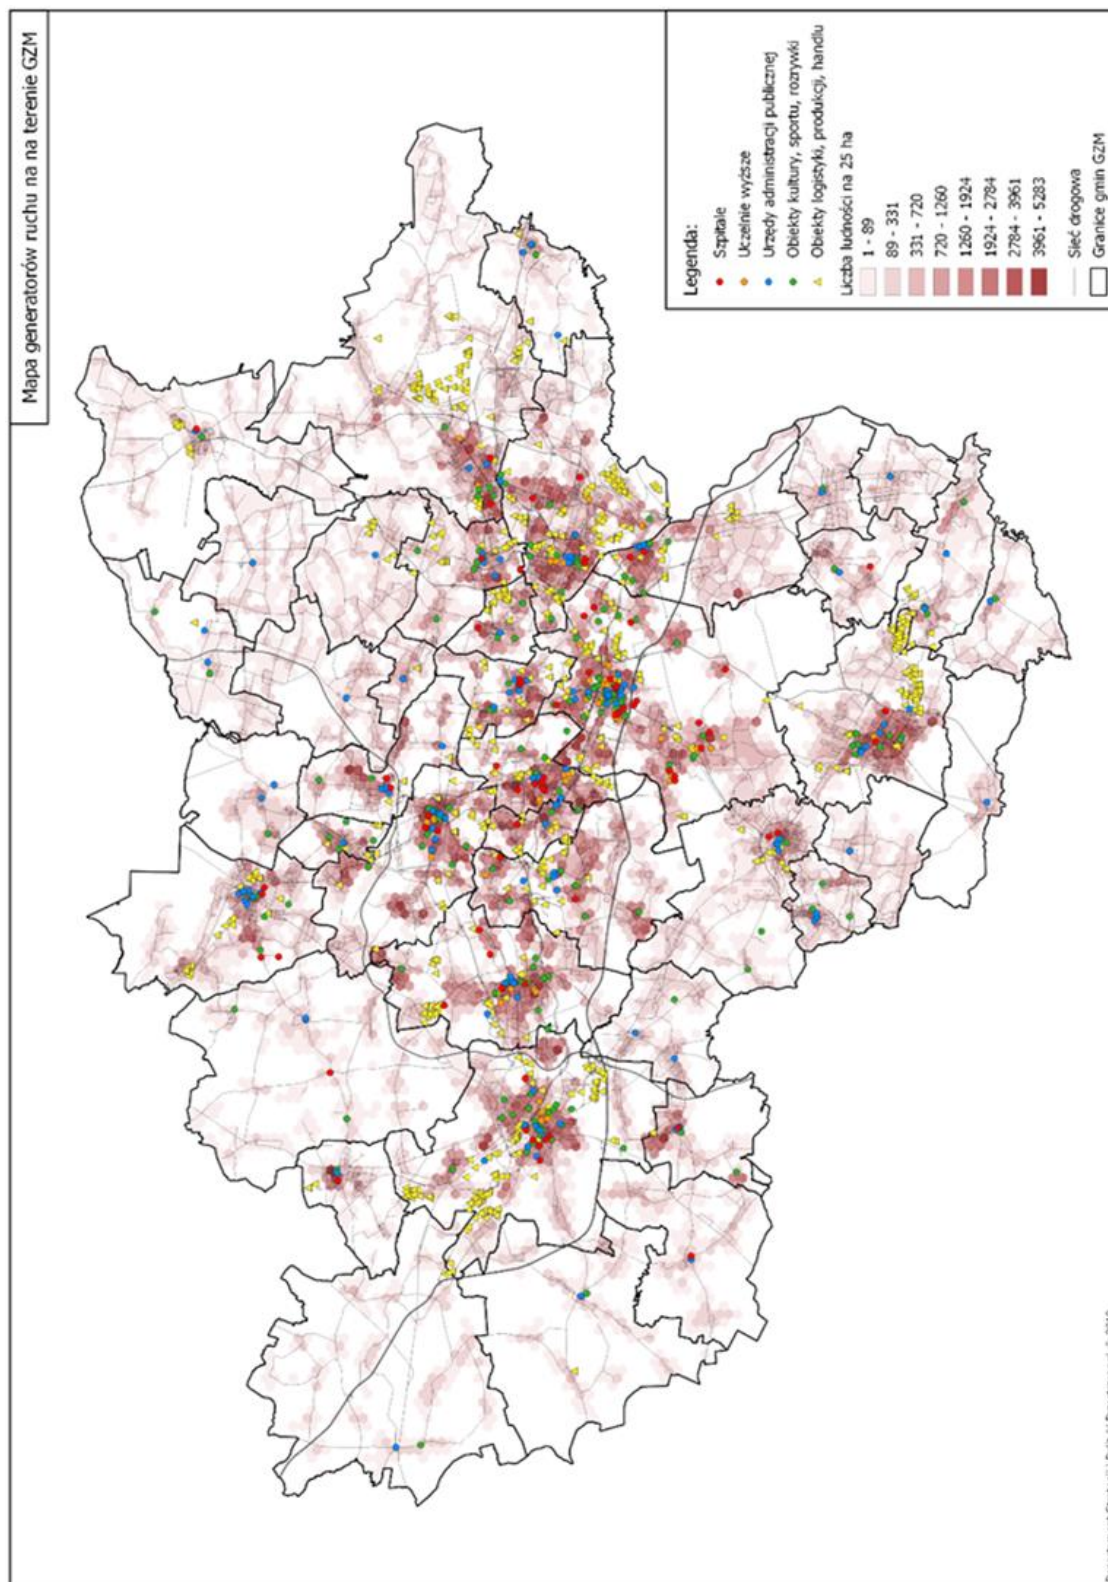 Mapa generatorów ruchu na na terenie GZM
Legenda:
Szpitale
Uczelnie wyższe
Urzędy administracji publicznej
Obiekty kultury, sportu, rozrywki
Obiekty logistyki, produkcji, handlu
Liczba ludności na 25 ha
1 - 89
89 - 331
331 - 720
720 - 1260
1260 - 1924
1924 - 2784
2784 - 3961
3961 - 5283
Sieć drogowa
Granice gmin GZM